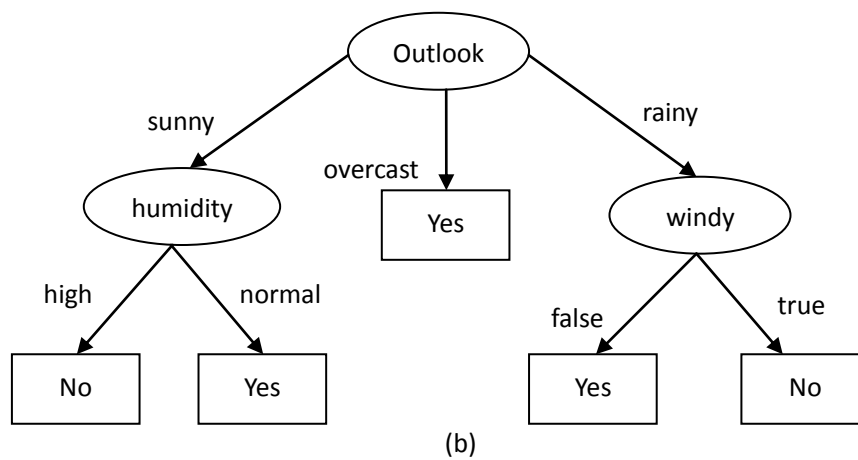 Outlook
sunny
rainy
overcast
humidity
Yes
windy
high
normal
false
true
No
Yes
Yes
No
(b)